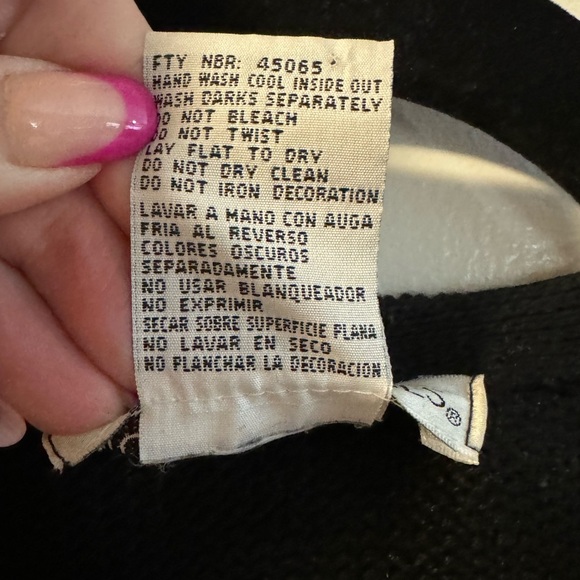 FTY NBR: 45065
HAND WASH COOL INSIDE OUT
WASH DARKS SEPARATELY
DO NOT BLEACH
DO NOT TWIST
LAY FLAT TO DRY
DO NOT DRY CLEAN
DO NOT IRON DECORATION
LAVAR A MANO CON AUGA
FRIA AL REVERSO
COLORES OSCUROS
SEPARADAMENTE
NO USAR BLANQUEADOR
NO EXPRIMIR
SECAR SOBRE SUPERFICIE PLANA
NO LAVAR EN SECO
NO PLANCHAR LA DECORACION
®